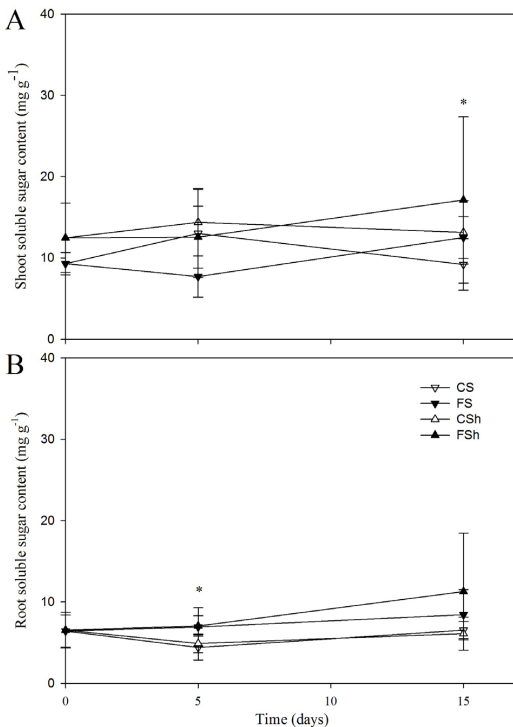 A
40
30
20
10
0
Shoot soluble sugar content (mg g-1)
*
B
40
30
20
10
0
Root soluble sugar content (mg g-1)
CS
FS
CSh
FSh
*
0 5 10 15
Time (days)